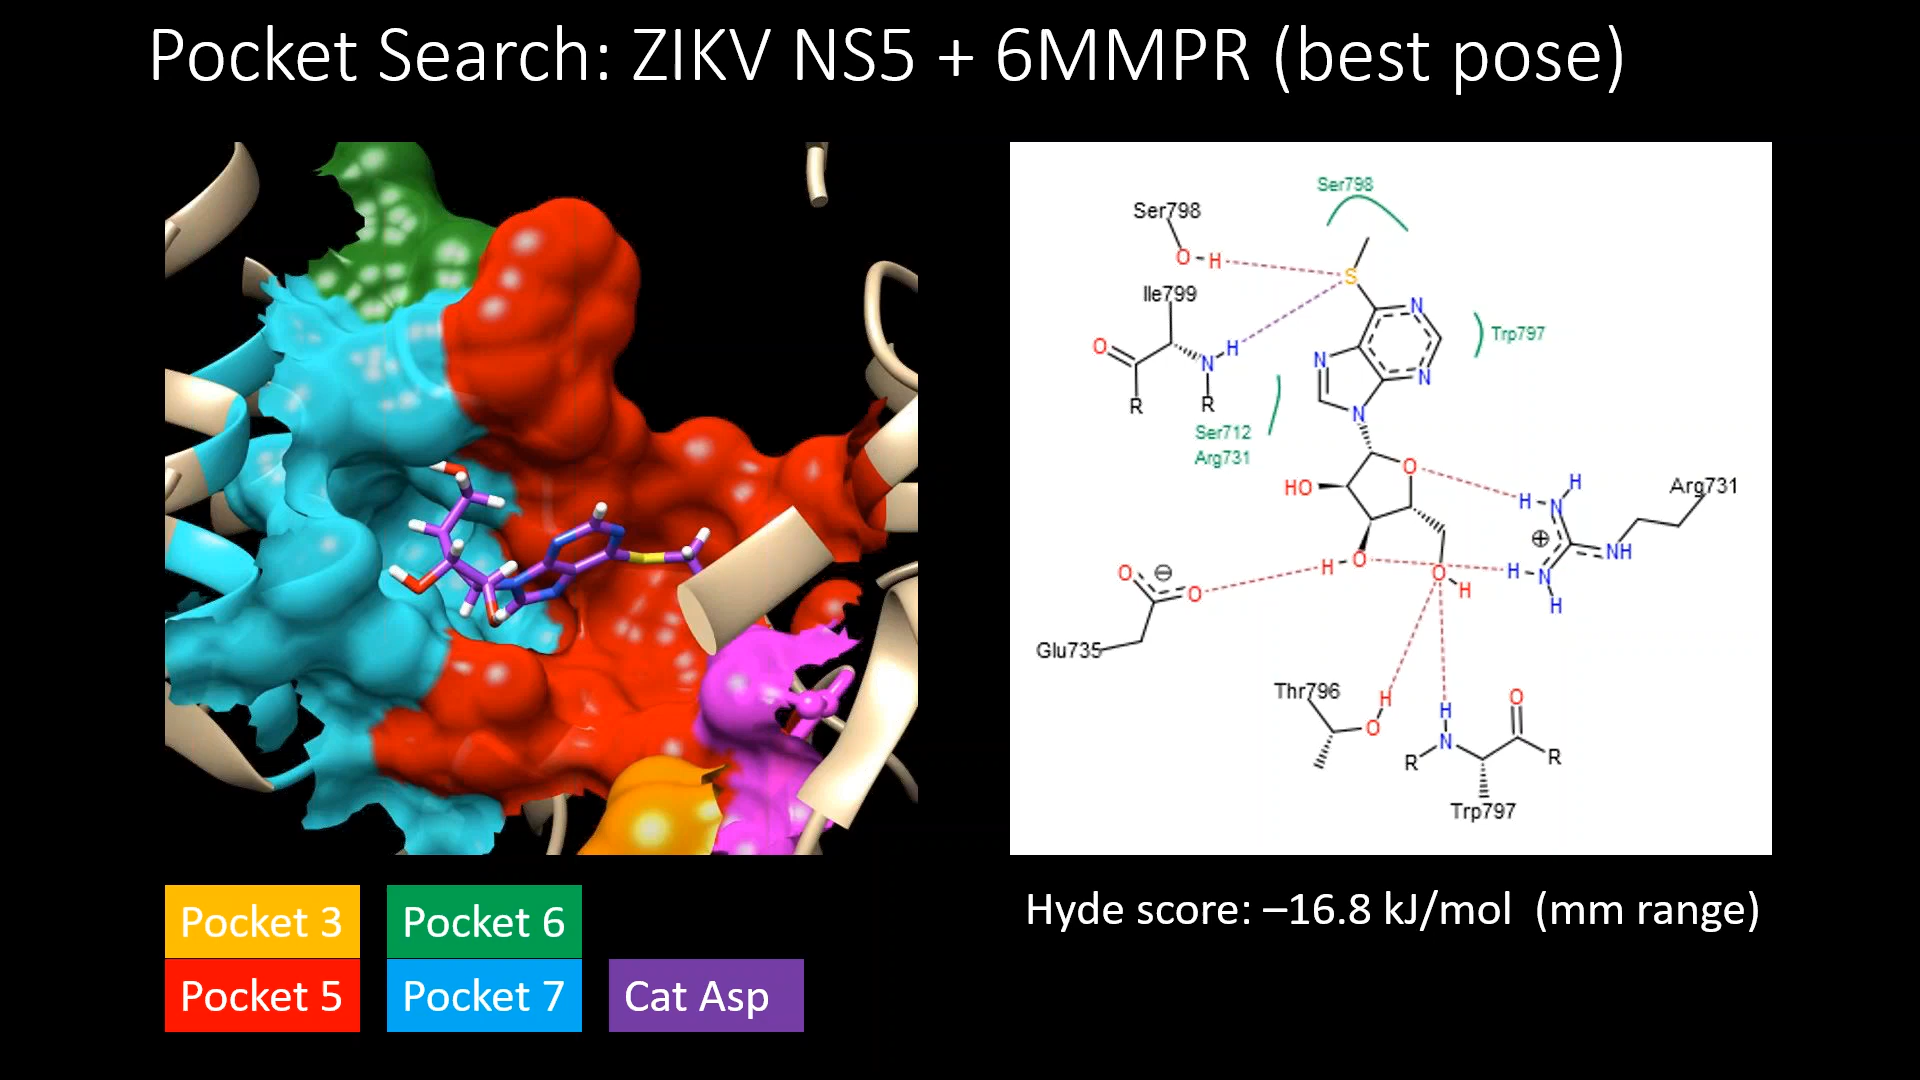 Pocket Search: ZIKV NS5 + 6MMPR (best pose)
Ser798
Ser798
O H
S
Ile799
N
O
H
N
N
Trp797
N
N
R
R
N
Ser712
Arg731
O
HO
H
H
N
Arg731
⊕
NH
H O
H N
H
O ⊖
O
O H
Glu735
Thr796
H
O
H
O
N
R
R
Trp797
Pocket 3
Pocket 6
Hyde score: –16.8 kJ/mol (mm range)
Pocket 5
Pocket 7
Cat Asp